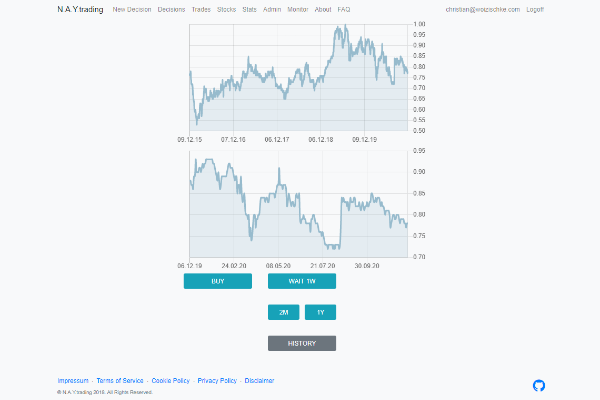 N.A.Y.trading New Decision Decisions Trades Stocks Stats Admin Monitor About FAQ christian@woizischke.com Logoff
1.00
0.95
0.90
0.85
0.80
0.75
0.70
0.65
0.60
0.55
0.50
09.12.15 07.12.16 06.12.17 06.12.18 09.12.19
0.95
0.90
0.85
0.80
0.75
0.70
06.12.19 24.02.20 08.05.20 21.07.20 30.09.20
BUY WAIT 1W
2M 1Y
HISTORY
Impressum - Terms of Service - Cookie Policy - Privacy Policy - Disclaimer
© N.A.Y.trading 2016. All Rights Reserved.